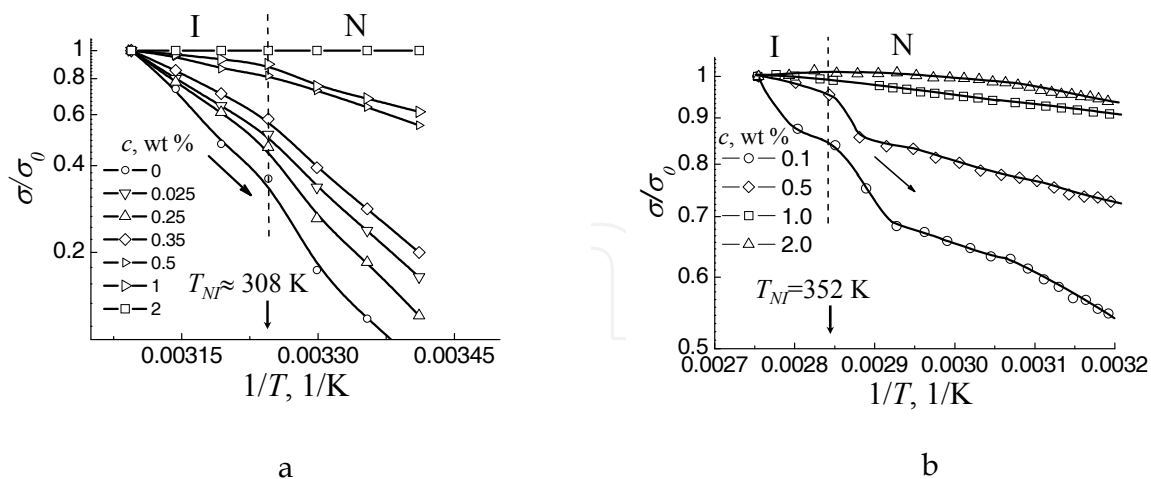 I N
1
0.8
0.6
0.4
0.2
σ/σ0
c, wt %
0
0.025
0.25
0.35
0.5
1
2
TNI≈ 308 K
0.00315 0.00330 0.00345
1/T, 1/K
a
I N
1
0.9
0.8
0.7
0.6
0.5
σ/σ0
c, wt %
0.1
0.5
1.0
2.0
TNI=352 K
0.0027 0.0028 0.0029 0.0030 0.0031 0.0032
1/T, 1/K
b